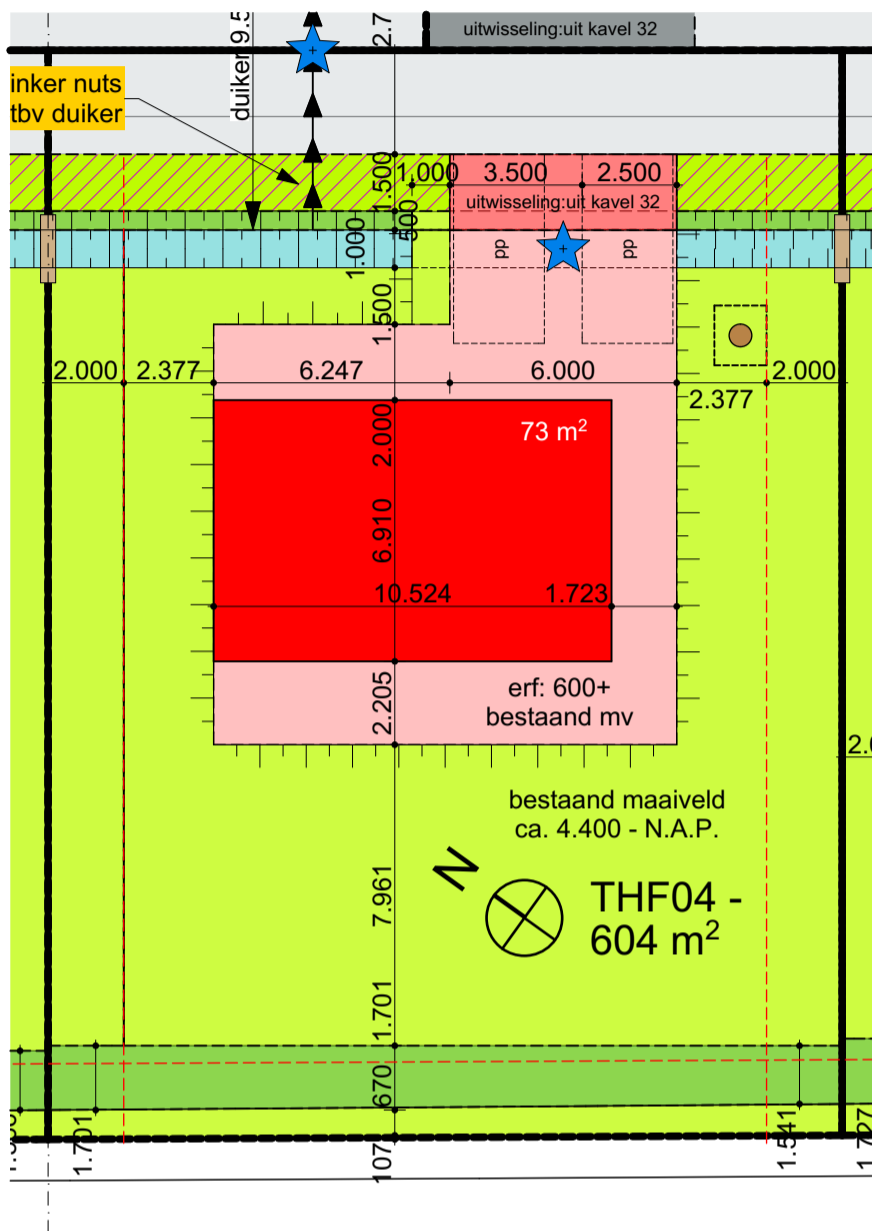 uitwisseling:uit kavel 32
2.7
duiker 9.5
inker nuts
tbv duiker
1.500
1.000
3.500
2.500
uitwisseling:uit kavel 32
500
1.000
pp
pp
1.500
2.000
2.377
6.247
6.000
2.377
2.000
2.000
73 m²
6.910
10.524
1.723
2.205
erf: 600+
bestaand mv
bestaand maaiveld
ca. 4.400 - N.A.P.
N
7.961
THF04 -
604 m²
1.701
670
1.701
107
1.541
1.727